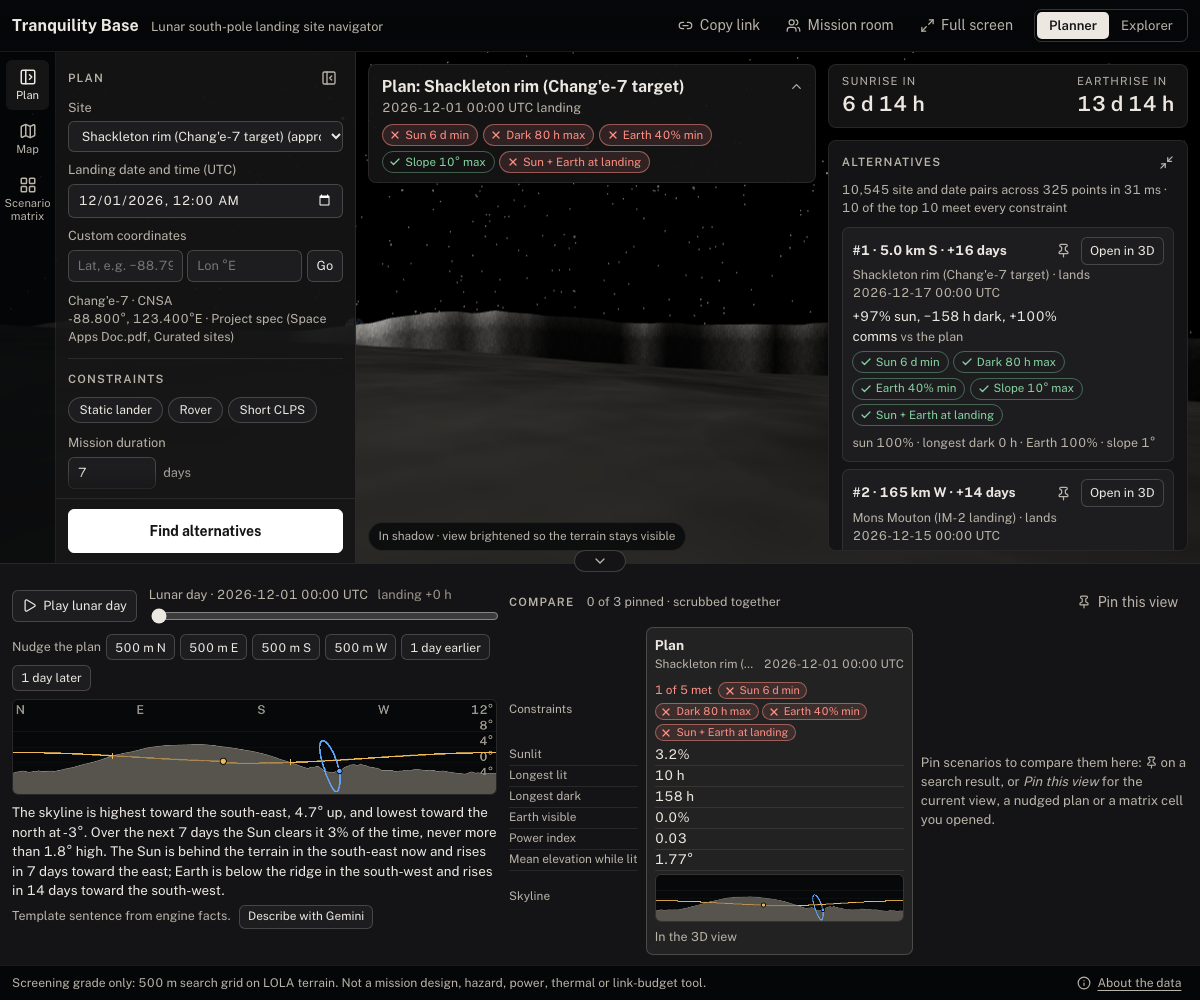 Tranquility Base
Lunar south-pole landing site navigator
Copy link
Mission room
Full screen
Planner
Explorer
Plan
Map
Scenario
matrix
PLAN
Site
Shackleton rim (Chang'e-7 target) (appro
Landing date and time (UTC)
12/01/2026, 12:00 AM
Custom coordinates
Lat, e.g. −88.79
Lon °E
Go
Chang'e-7 · CNSA
-88.800°, 123.400°E · Project spec (Space
Apps Doc.pdf, Curated sites)
CONSTRAINTS
Static lander
Rover
Short CLPS
Mission duration
7
days
Find alternatives
Plan: Shackleton rim (Chang'e-7 target)
2026-12-01 00:00 UTC landing
Sun 6 d min
Dark 80 h max
Earth 40% min
Slope 10° max
Sun + Earth at landing
In shadow · view brightened so the terrain stays visible
SUNRISE IN
6 d 14 h
EARTHRISE IN
13 d 14 h
ALTERNATIVES
10,545 site and date pairs across 325 points in 31 ms ·
10 of the top 10 meet every constraint
#1 · 5.0 km S · +16 days
Open in 3D
Shackleton rim (Chang'e-7 target) · lands
2026-12-17 00:00 UTC
+97% sun, −158 h dark, +100%
comms vs the plan
Sun 6 d min
Dark 80 h max
Earth 40% min
Slope 10° max
Sun + Earth at landing
sun 100% · longest dark 0 h · Earth 100% · slope 1°
#2 · 165 km W · +14 days
Open in 3D
Mons Mouton (IM-2 landing) · lands
2026-12-15 00:00 UTC
Play lunar day
Lunar day · 2026-12-01 00:00 UTC landing +0 h
Nudge the plan
500 m N
500 m E
500 m S
500 m W
1 day earlier
1 day later
N
E
S
W
12°
8°
4°
0°
-4°
The skyline is highest toward the south-east, 4.7° up, and lowest toward the
north at -3°. Over the next 7 days the Sun clears it 3% of the time, never more
than 1.8° high. The Sun is behind the terrain in the south-east now and rises
in 7 days toward the east; Earth is below the ridge in the south-west and rises
in 14 days toward the south-west.
Template sentence from engine facts.
Describe with Gemini
COMPARE
0 of 3 pinned · scrubbed together
Pin this view
Plan
Shackleton rim (...
2026-12-01 00:00 UTC
Constraints
1 of 5 met
Sun 6 d min
Dark 80 h max
Earth 40% min
Sun + Earth at landing
Sunlit
3.2%
Longest lit
10 h
Longest dark
158 h
Earth visible
0.0%
Power index
0.03
Mean elevation while lit
1.77°
Skyline
In the 3D view
Pin scenarios to compare them here: on a
search result, or Pin this view for the
current view, a nudged plan or a matrix cell
you opened.
Screening grade only: 500 m search grid on LOLA terrain. Not a mission design, hazard, power, thermal or link-budget tool.
About the data